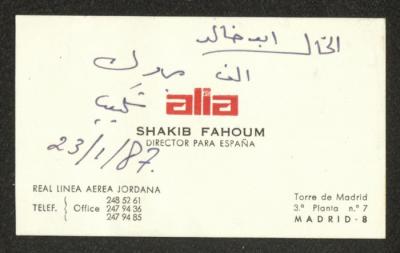 الخال ابو خالد
الف مبروك
شكيب
alia
23/1/87.
SHAKIB FAHOUM
DIRECTOR PARA ESPAÑA
REAL LINEA AEREA JORDANA
TELEF. { Office { 248 52 61
247 94 36
247 94 85
Torre de Madrid
3.ª Planta n.º 7
MADRID-8